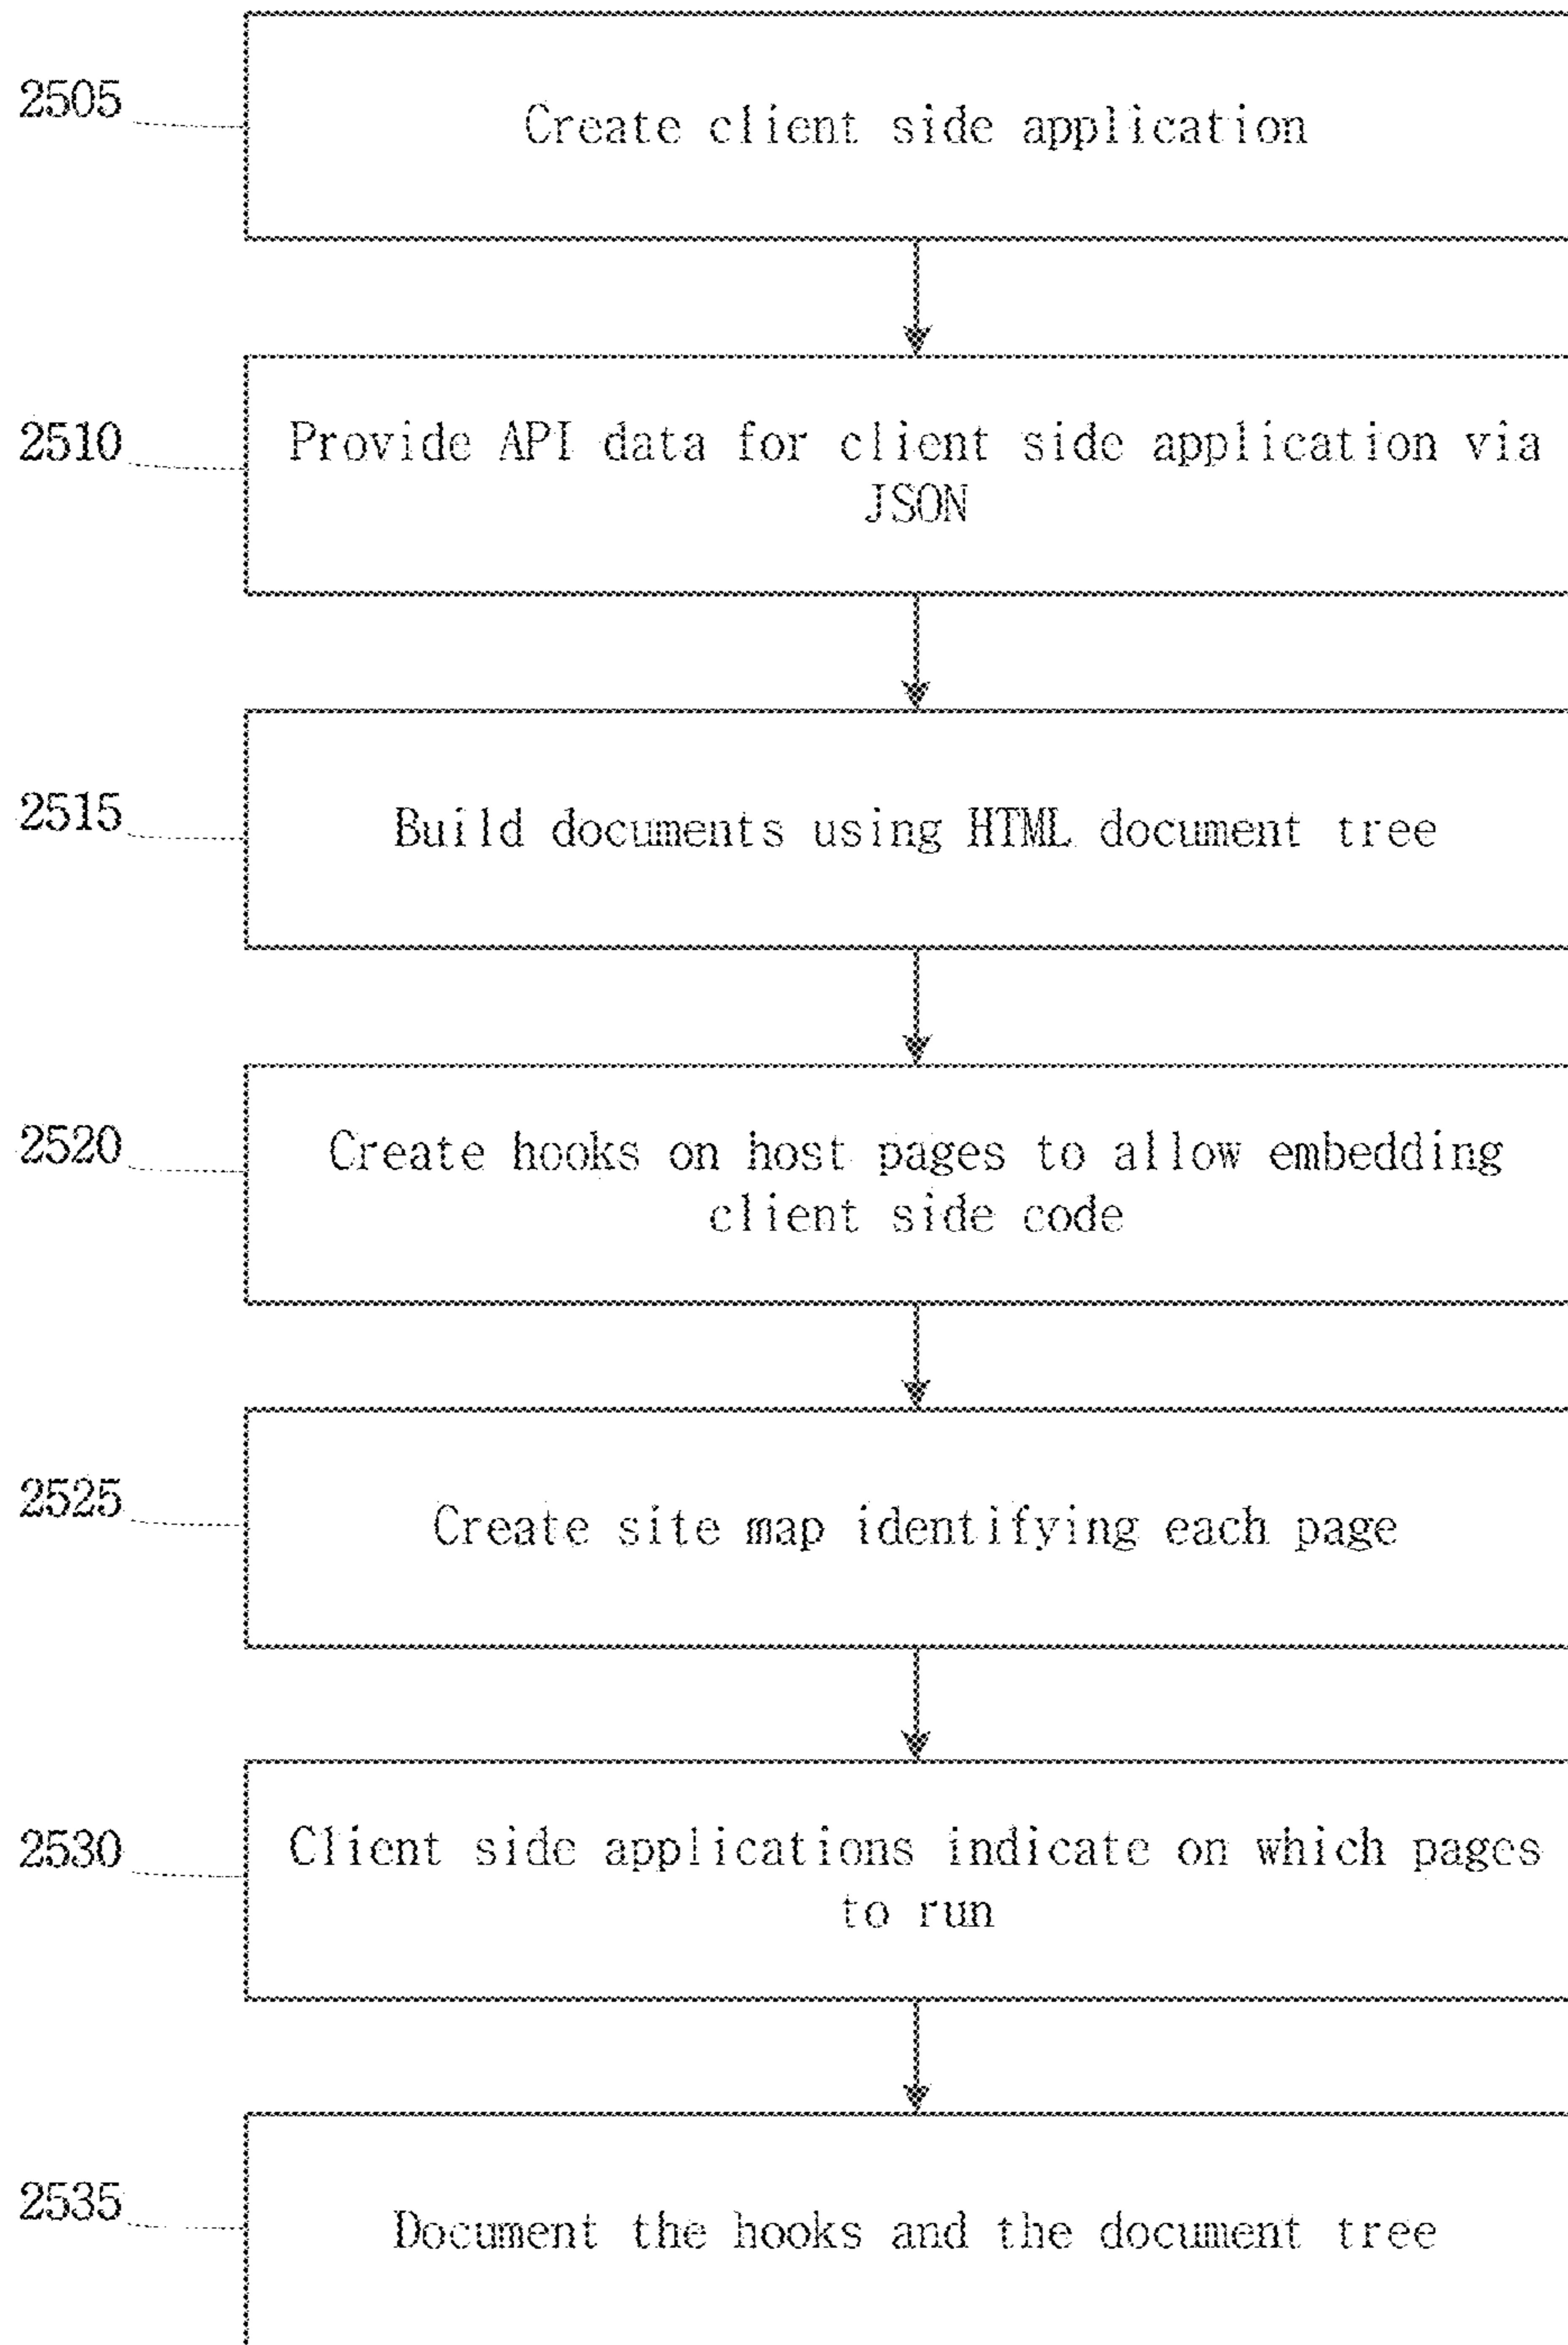 2505
Create client side application
2510
Provide API data for client side application via
JSON
2515
Build documents using HTML document tree
2520
Create hooks on host pages to allow embedding
client side code
2525
Create site map identifying each page
2530
Client side applications indicate on which pages
to run
2535
Document the hooks and the document tree